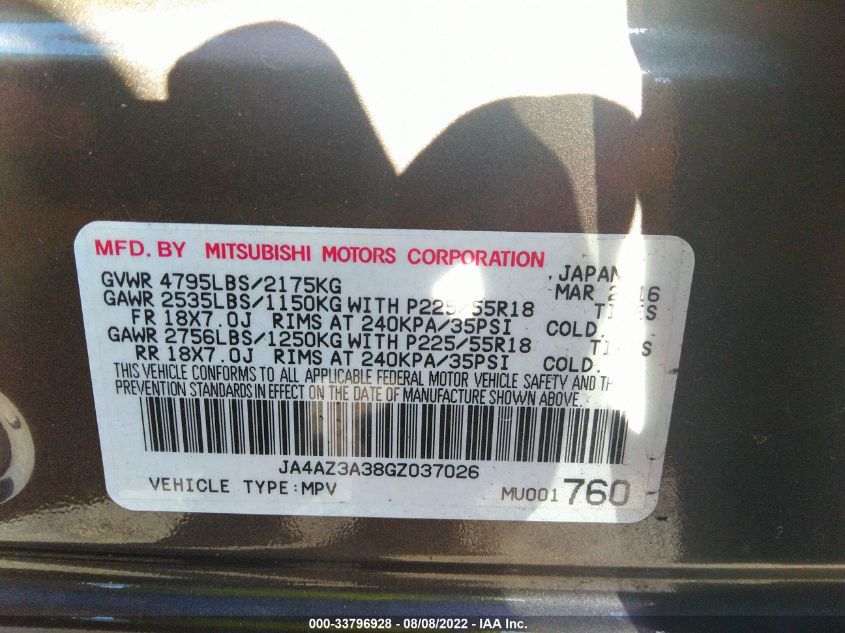 MFD. BY MITSUBISHI MOTORS CORPORATION
, JAPAN
GVWR 4795LBS/2175KG MAR
GAWR 2535LBS/1150KG WITH P225/55R18
FR 18X7.0J RIMS AT 240KPA/35PSI COLD.
GAWR 2756LBS/1250KG WITH P225/55R18
RR 18X7.0J RIMS AT 240KPA/35PSI COLD.
THIS VEHICLE CONFORMS TO ALL APPLICABLE FEDERAL MOTOR VEHICLE SAFETY AND
PREVENTION STANDARDS IN EFFECT ON THE DATE OF MANUFACTURE SHOWN ABOVE.
JA4AZ3A38GZ037026
VEHICLE TYPE:MPV MU001 760
000-33796928 - 08/08/2022 - IAA Inc.